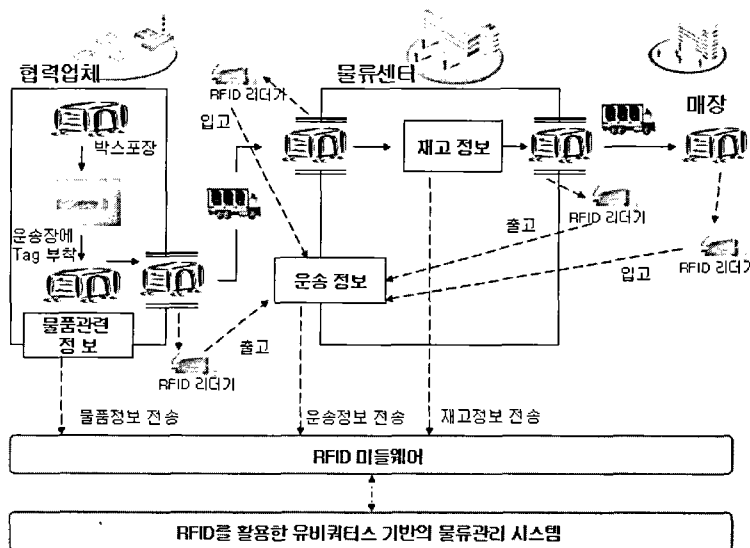 협력업체
물류센터
매장
RFID 리더기
입고
박스포장
재고 정보
운송장에
Tag 부착
RFID 리더기
출고
RFID 리더기
입고
운송 정보
물품관련
정 보
출고
RFID 리더기
물품정보 전송
운송정보 전송
재고정보 전송
RFID 미들웨어
RFID를 활용한 유비쿼터스 기반의 물류관리 시스템